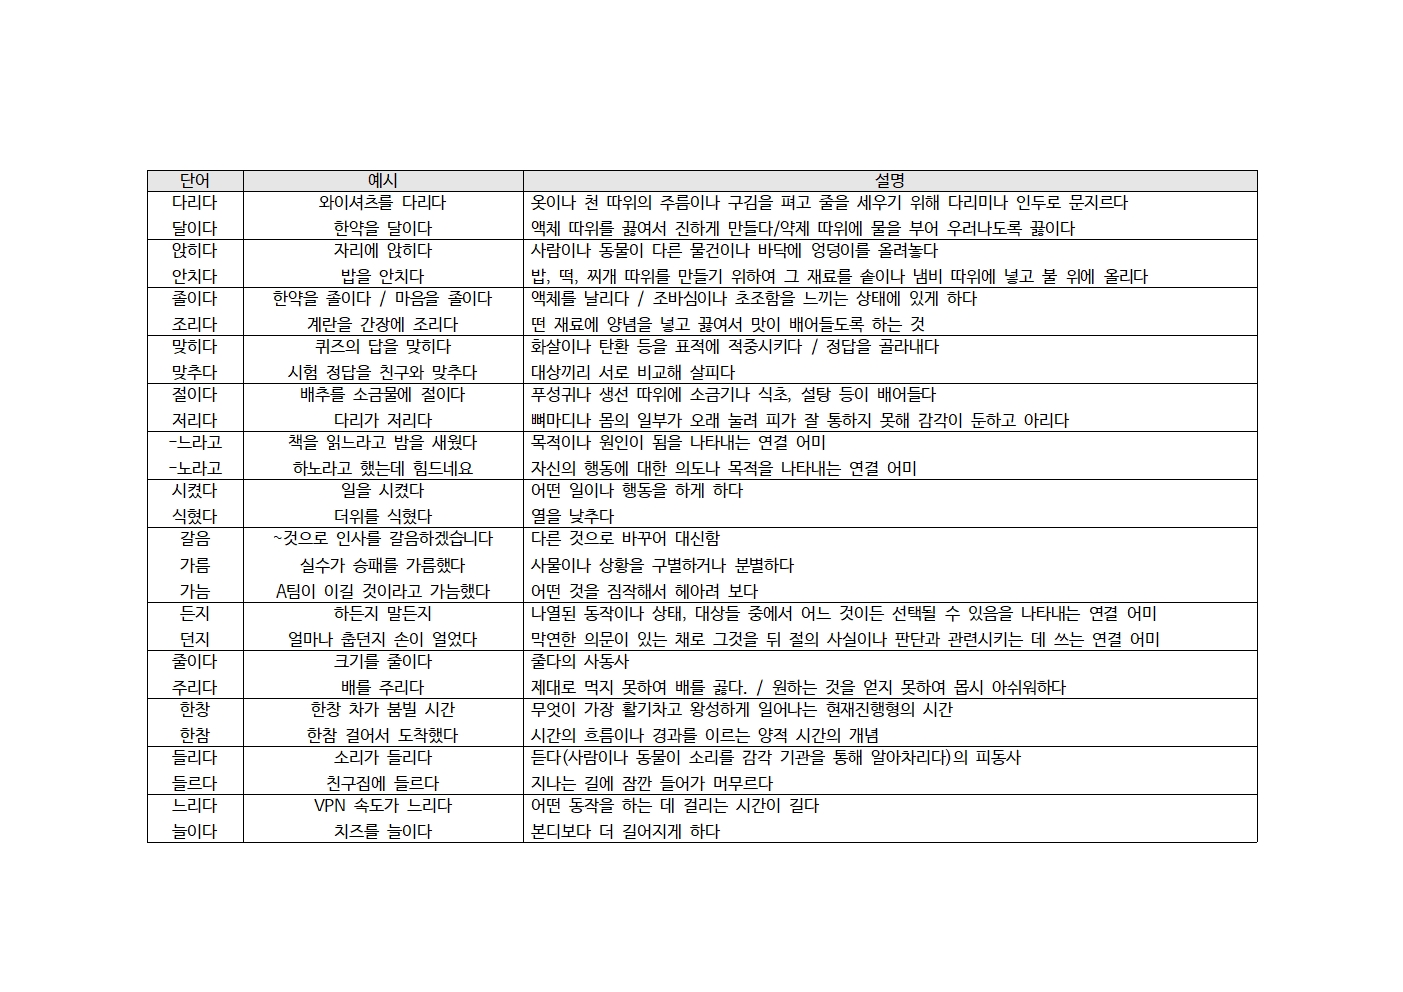 단어 예시 설명
다리다 와이셔츠를 다리다 옷이나 천 따위의 주름이나 구김을 펴고 줄을 세우기 위해 다리미나 인두로 문지르다
달이다 한약을 달이다 액체 따위를 끓여서 진하게 만들다/약제 따위에 물을 부어 우러나도록 끓이다
앉히다 자리에 앉히다 사람이나 동물이 다른 물건이나 바닥에 엉덩이를 올려놓다
안치다 밥을 안치다 밥, 떡, 찌개 따위를 만들기 위하여 그 재료를 솥이나 냄비 따위에 넣고 불 위에 올리다
졸이다 한약을 졸이다 / 마음을 졸이다 액체를 날리다 / 조바심이나 초조함을 느끼는 상태에 있게 하다
조리다 계란을 간장에 조리다 떤 재료에 양념을 넣고 끓여서 맛이 배어들도록 하는 것
맞히다 퀴즈의 답을 맞히다 화살이나 탄환 등을 표적에 적중시키다 / 정답을 골라내다
맞추다 시험 정답을 친구와 맞추다 대상끼리 서로 비교해 살피다
절이다 배추를 소금물에 절이다 푸성귀나 생선 따위에 소금기나 식초, 설탕 등이 배어들다
저리다 다리가 저리다 뼈마디나 몸의 일부가 오래 눌려 피가 잘 통하지 못해 감각이 둔하고 아리다
-느라고 책을 읽느라고 밤을 새웠다 목적이나 원인이 됨을 나타내는 연결 어미
-노라고 하노라고 했는데 힘드네요 자신의 행동에 대한 의도나 목적을 나타내는 연결 어미
시켰다 일을 시켰다 어떤 일이나 행동을 하게 하다
식혔다 더위를 식혔다 열을 낮추다
갈음 ~것으로 인사를 갈음하겠습니다 다른 것으로 바꾸어 대신함
가름 실수가 승패를 가름했다 사물이나 상황을 구별하거나 분별하다
가늠 A팀이 이길 것이라고 가늠했다 어떤 것을 짐작해서 헤아려 보다
든지 하든지 말든지 나열된 동작이나 상태, 대상들 중에서 어느 것이든 선택될 수 있음을 나타내는 연결 어미
던지 얼마나 춥던지 손이 얼었다 막연한 의문이 있는 채로 그것을 뒤 절의 사실이나 판단과 관련시키는 데 쓰는 연결 어미
줄이다 크기를 줄이다 줄다의 사동사
주리다 배를 주리다 제대로 먹지 못하여 배를 곯다. / 원하는 것을 얻지 못하여 몹시 아쉬워하다
한창 한창 차가 붐빌 시간 무엇이 가장 활기차고 왕성하게 일어나는 현재진행형의 시간
한참 한참 걸어서 도착했다 시간의 흐름이나 경과를 이르는 양적 시간의 개념
들리다 소리가 들리다 듣다(사람이나 동물이 소리를 감각 기관을 통해 알아차리다)의 피동사
들르다 친구집에 들르다 지나는 길에 잠깐 들어가 머무르다
느리다 VPN 속도가 느리다 어떤 동작을 하는 데 걸리는 시간이 길다
늘이다 치즈를 늘이다 본디보다 더 길어지게 하다